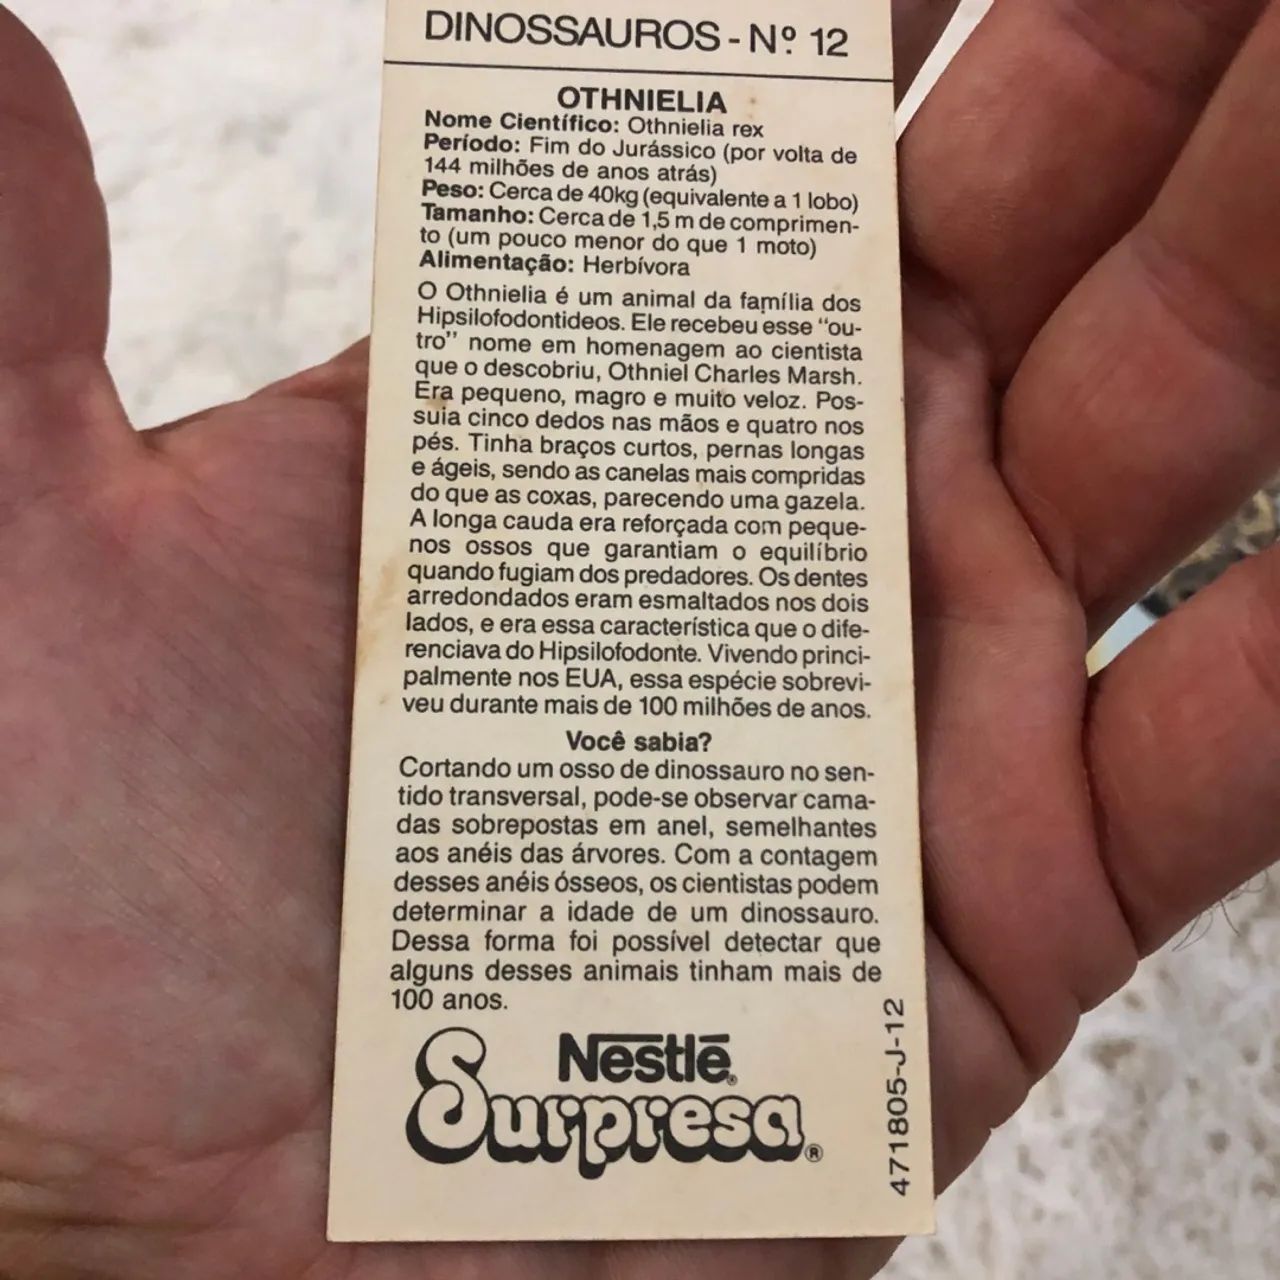 DINOSSAUROS - Nº 12
OTHNIELIA
Nome Científico: Othnielia rex
Período: Fim do Jurássico (por volta de
144 milhões de anos atrás)
Peso: Cerca de 40kg (equivalente a 1 lobo)
Tamanho: Cerca de 1,5 m de comprimen-
to (um pouco menor do que 1 moto)
Alimentação: Herbívora
O Othnielia é um animal da família dos
Hipsilofodontideos. Ele recebeu esse "ou-
tro" nome em homenagem ao cientista
que o descobriu, Othniel Charles Marsh.
Era pequeno, magro e muito veloz. Pos-
suia cinco dedos nas mãos e quatro nos
pés. Tinha braços curtos, pernas longas
e ágeis, sendo as canelas mais compridas
do que as coxas, parecendo uma gazela.
A longa cauda era reforçada com peque-
nos ossos que garantiam o equilíbrio
quando fugiam dos predadores. Os dentes
arredondados eram esmaltados nos dois
lados, e era essa característica que o dife-
renciava do Hipsilofodonte. Vivendo princi-
palmente nos EUA, essa espécie sobrevi-
veu durante mais de 100 milhões de anos.
Você sabia?
Cortando um osso de dinossauro no sen-
tido transversal, pode-se observar cama-
das sobrepostas em anel, semelhantes
aos anéis das árvores. Com a contagem
desses anéis ósseos, os cientistas podem
determinar a idade de um dinossauro.
Dessa forma foi possível detectar que
alguns desses animais tinham mais de
100 anos.
Nestlé®
Surpresa®
471805-J-12